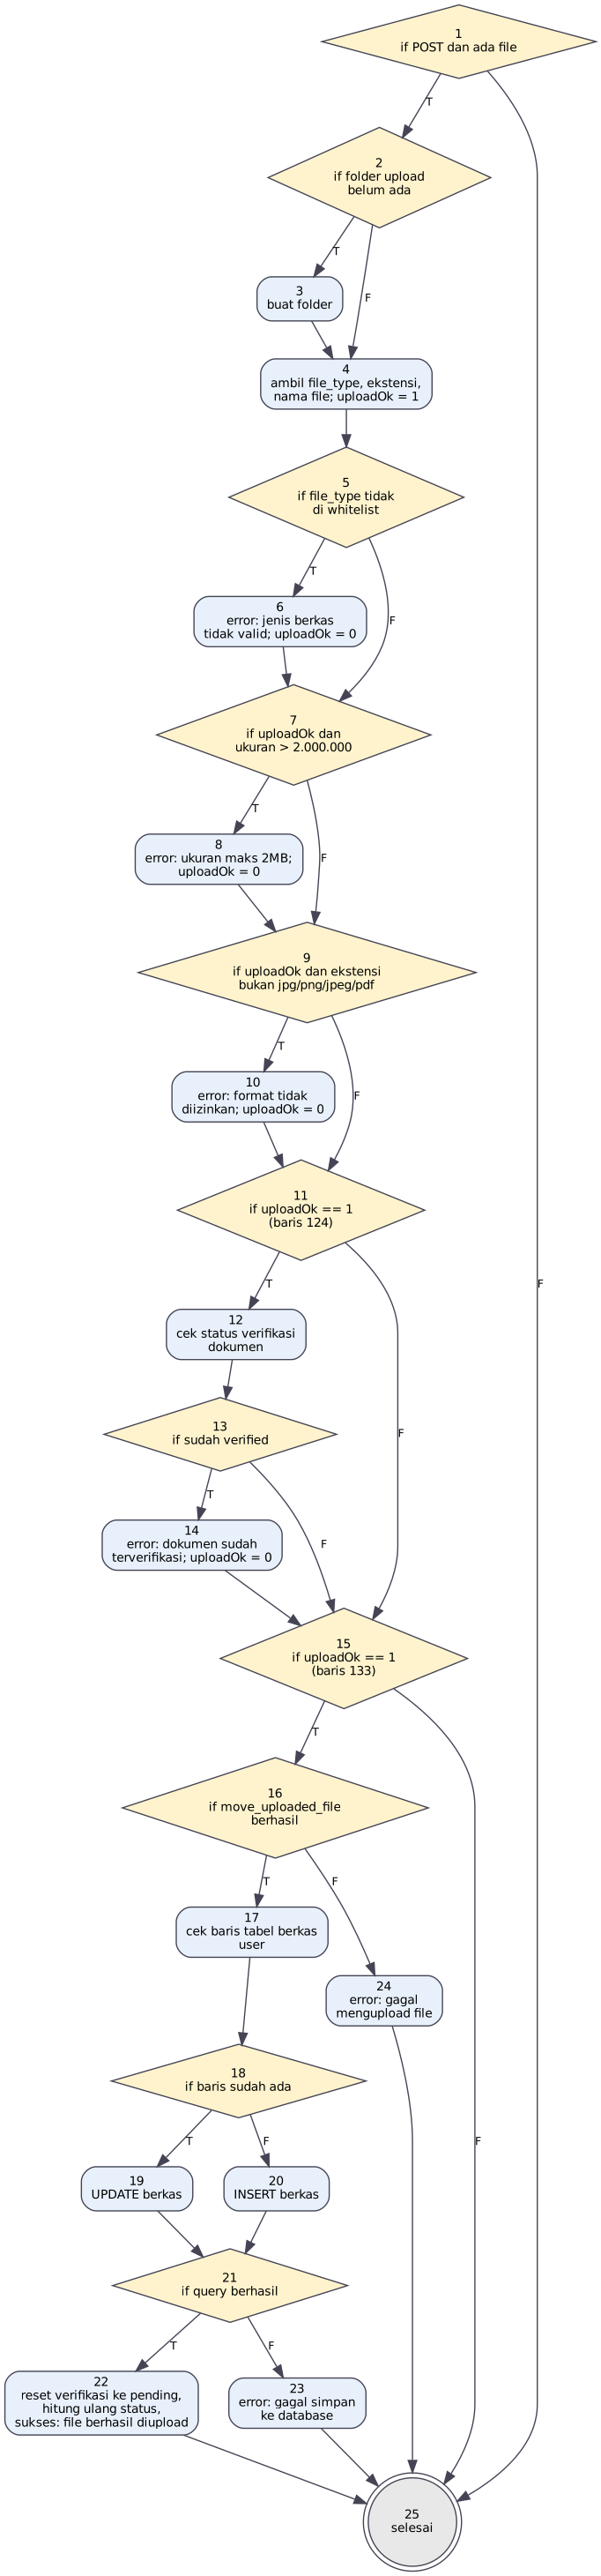 1
if POST dan ada file
T
2
if folder upload
belum ada
T
3
buat folder
F
4
ambil file_type, ekstensi,
nama file; uploadOk = 1
5
if file_type tidak
di whitelist
T
6
error: jenis berkas
tidak valid; uploadOk = 0
F
7
if uploadOk dan
ukuran > 2.000.000
T
8
error: ukuran maks 2MB;
uploadOk = 0
F
9
if uploadOk dan ekstensi
bukan jpg/png/jpeg/pdf
T
10
error: format tidak
diizinkan; uploadOk = 0
F
11
if uploadOk == 1
(baris 124)
T
F
12
cek status verifikasi
dokumen
13
if sudah verified
F
T
14
error: dokumen sudah
terverifikasi; uploadOk = 0
F
15
if uploadOk == 1
(baris 133)
T
16
if move_uploaded_file
berhasil
T
F
17
cek baris tabel berkas
user
24
error: gagal
mengupload file
18
if baris sudah ada
T
F
F
19
UPDATE berkas
20
INSERT berkas
21
if query berhasil
T
F
22
reset verifikasi ke pending,
hitung ulang status,
sukses: file berhasil diupload
23
error: gagal simpan
ke database
25
selesai